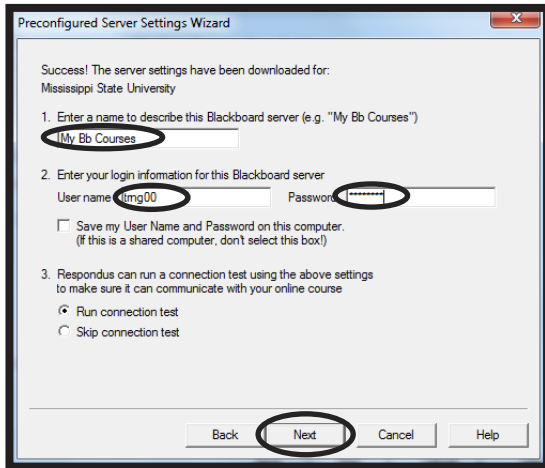 Preconfigured Server Settings Wizard
Success! The server settings have been downloaded for:
Mississippi State University
1. Enter a name to describe this Blackboard server (e.g. "My Bb Courses")
My Bb Courses
2. Enter your login information for this Blackboard server
User name ltmg00 Password ********
Save my User Name and Password on this computer.
(If this is a shared computer, don't select this box!)
3. Respondus can run a connection test using the above settings
to make sure it can communicate with your online course
Run connection test
Skip connection test
Back Next Cancel Help